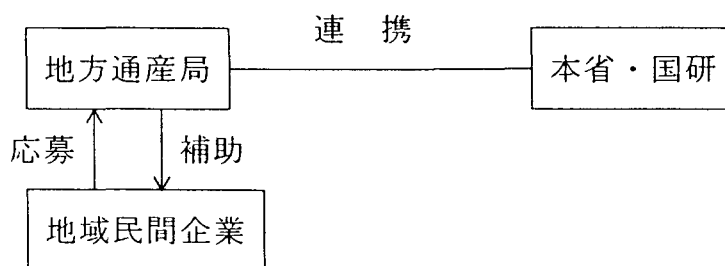 連携
地方通産局
本省・国研
応募
補助
地域民間企業